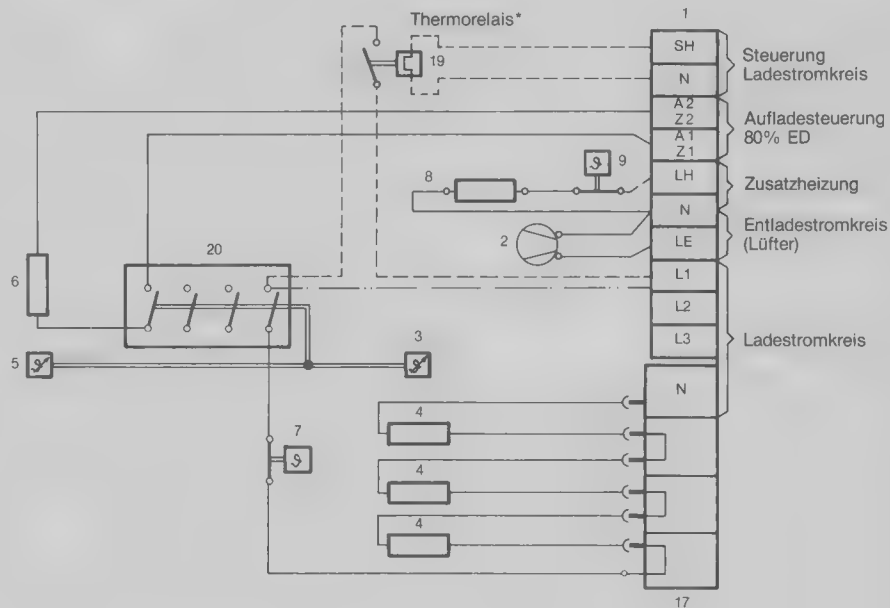 Thermorelais*
1
19
SH
N
Steuerung
Ladestromkreis
A2
Z2
A1
Z1
Aufladesteuerung
80% ED
8
ϑ
9
LH
Zusatzheizung
N
2
LE
Entladestromkreis
(Lüfter)
20
6
L1
L2
L3
Ladestromkreis
5
ϑ
3
ϑ
N
4
7
ϑ
4
4
17